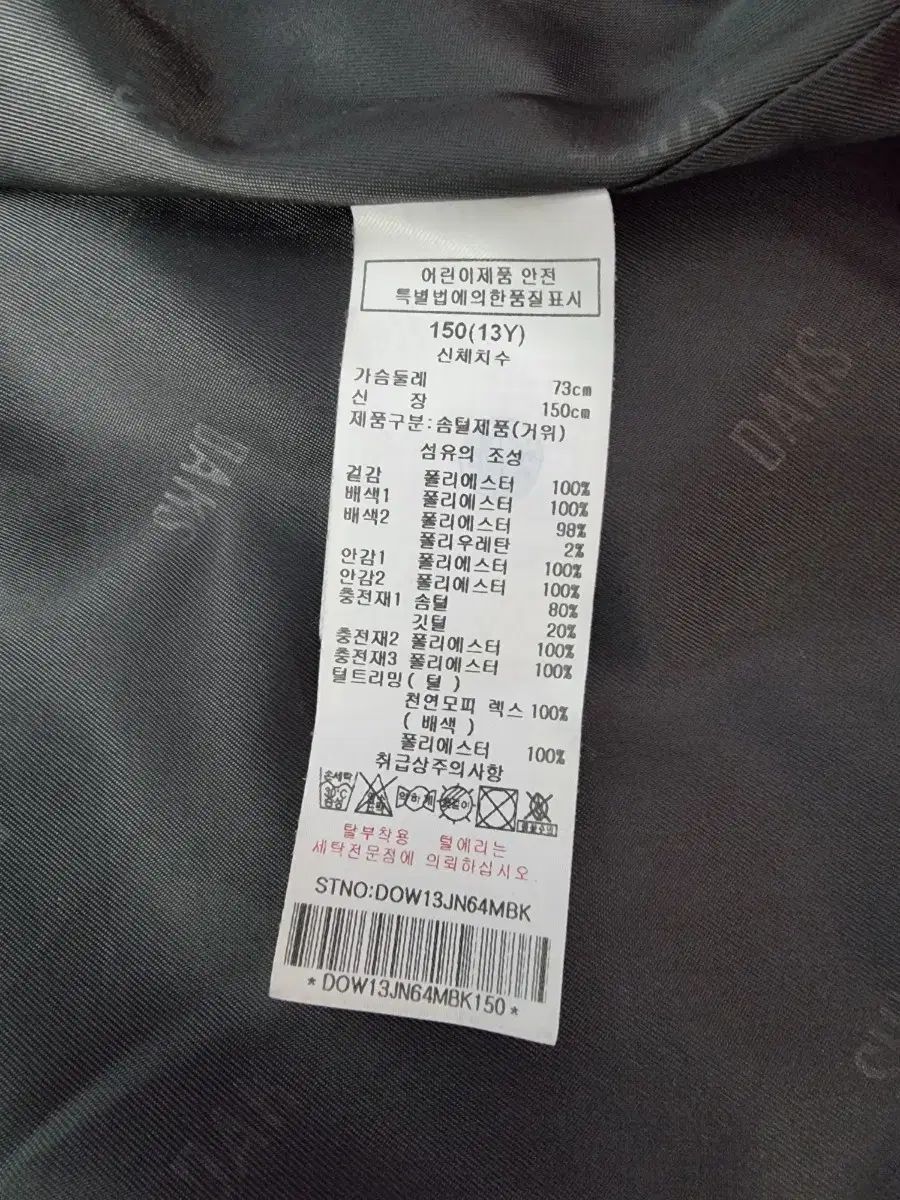 DAKS
어린이제품 안전
특별법에의한품질표시
150(13Y)
신체치수
가슴둘레 73cm
신 장 150cm
제품구분:솜털제품(거위)
섬유의 조성
겉감 폴리에스터 100%
배색1 폴리에스터 100%
배색2 폴리에스터 98%
폴리우레탄 2%
안감1 폴리에스터 100%
안감2 폴리에스터 100%
충전재1 솜털 80%
깃털 20%
충전재2 폴리에스터 100%
충전재3 폴리에스터 100%
털트리밍( 털 )
천연모피 렉스 100%
( 배색 )
폴리에스터 100%
취급상주의사항
손세탁 약하게
탈부착용 털에리는
세탁전문점에 의뢰하십시오.
STNO:DOW13JN64MBK
*DOW13JN64MBK150*